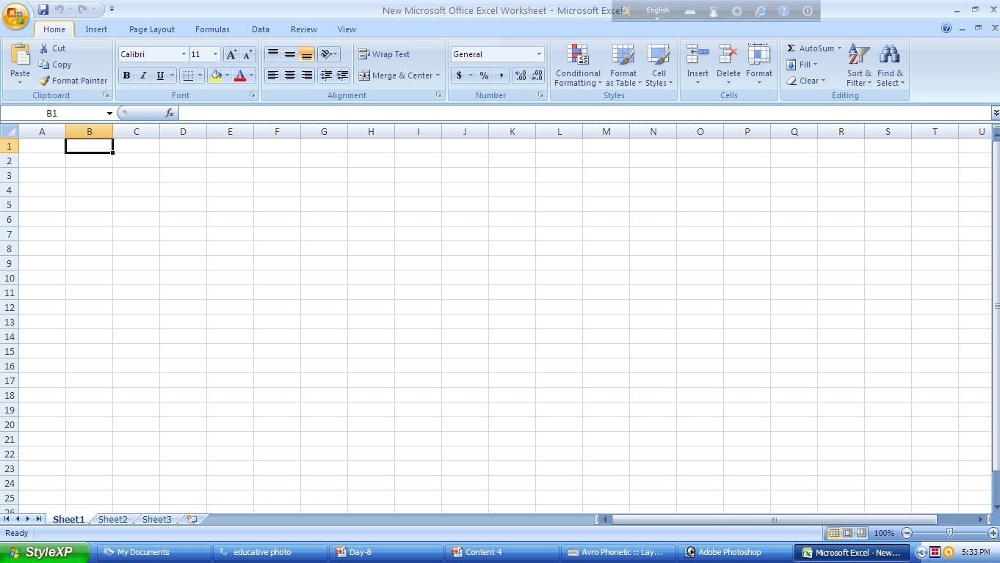 New Microsoft Office Excel Worksheet - Microsoft Excel
English
Home Insert Page Layout Formulas Data Review View
Paste
Cut
Copy
Format Painter
Clipboard
Calibri 11
B I U
Font
Wrap Text
Merge & Center
Alignment
General
$ % ,
Number
Conditional Formatting
Format as Table
Cell Styles
Styles
Insert Delete Format
Cells
Σ AutoSum
Fill
Clear
Sort & Filter
Find & Select
Editing
B1 fx
A B C D E F G H I J K L M N O P Q R S T U
1
2
3
4
5
6
7
8
9
10
11
12
13
14
15
16
17
18
19
20
21
22
23
24
25
26
Sheet1 Sheet2 Sheet3
Ready 100%
StyleXP My Documents educative photo Day-8 Content 4 Avro Phonetic :: Lay... Adobe Photoshop Microsoft Excel - New... 5:33 PM